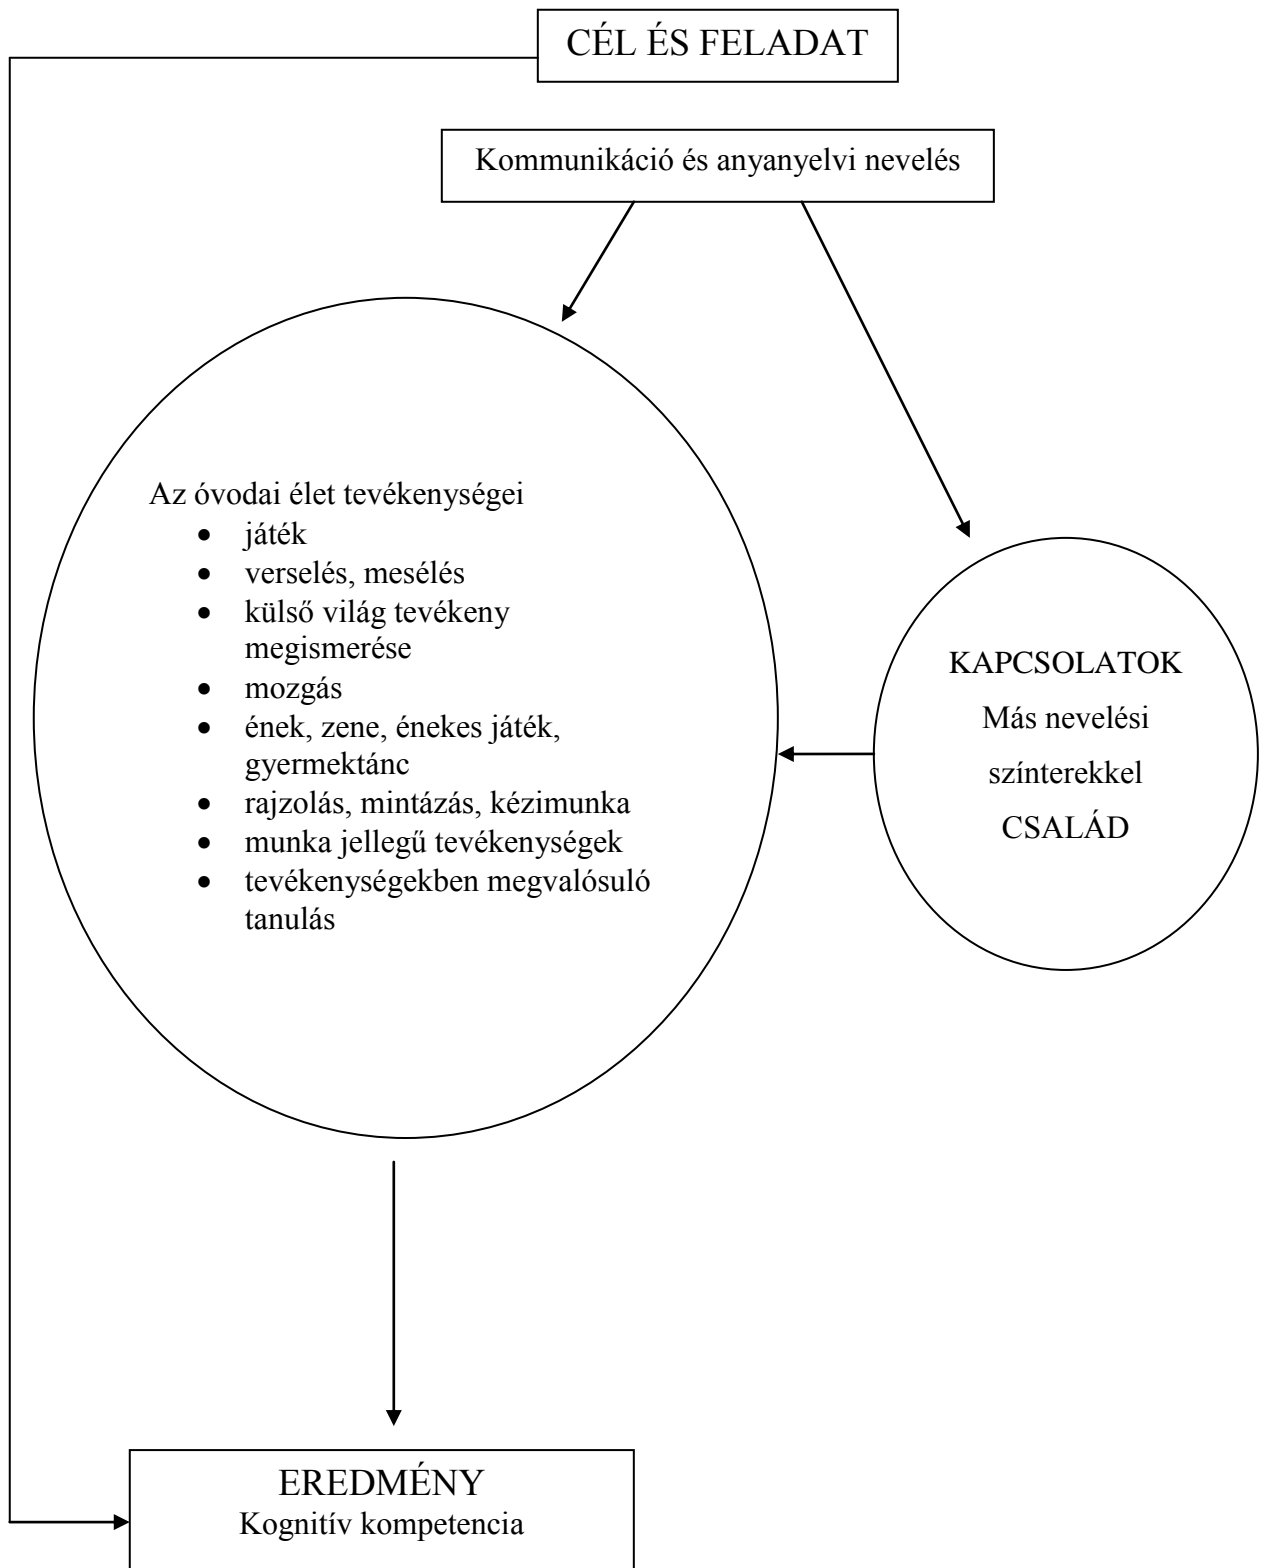 CÉL ÉS FELADAT
Kommunikáció és anyanyelvi nevelés
Az óvodai élet tevékenységei
• játék
• verselés, mesélés
• külső világ tevékeny
megismerése
• mozgás
• ének, zene, énekes játék,
gyermektánc
• rajzolás, mintázás, kézimunka
• munka jellegű tevékenységek
• tevékenységekben megvalósuló
tanulás
KAPCSOLATOK
Más nevelési
színterekkel
CSALÁD
EREDMÉNY
Kognitív kompetencia